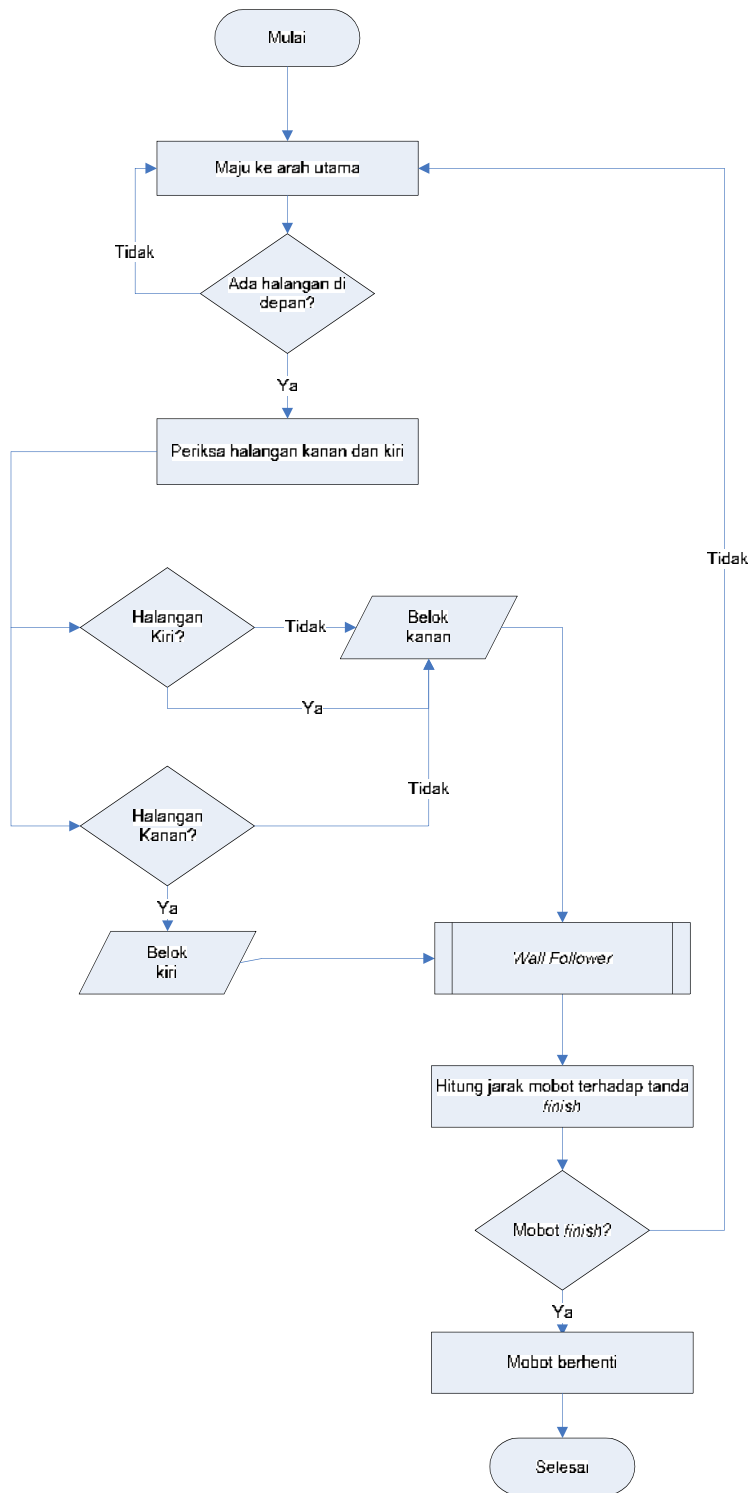 Mulai
Maju ke arah utama
Tidak
Ada halangan di
depan?
Ya
Periksa halangan kanan dan kiri
Tidak
Halangan
Kiri?
Tidak
Belok
kanan
Ya
Tidak
Halangan
Kanan?
Ya
Belok
kiri
Wall Follower
Hitung jarak mobot terhadap tanda
finish
Mobot finish?
Ya
Mobot berhenti
Selesai